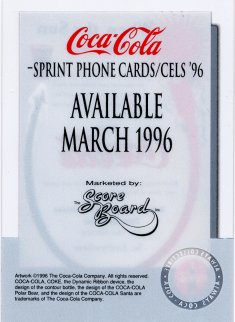 Coca-Cola
-SPRINT PHONE CARDS/CELS '96
AVAILABLE
MARCH 1996
Marketed by:
The Score Board Inc.
Artwork ©1996 The Coca-Cola Company. All rights reserved.
COCA-COLA, COKE, the Dynamic Ribbon device, the
design of the contour bottle, the design of the COCA-COLA
Polar Bear, and the design of the COCA-COLA Santa are
trademarks of The Coca-Cola Company.